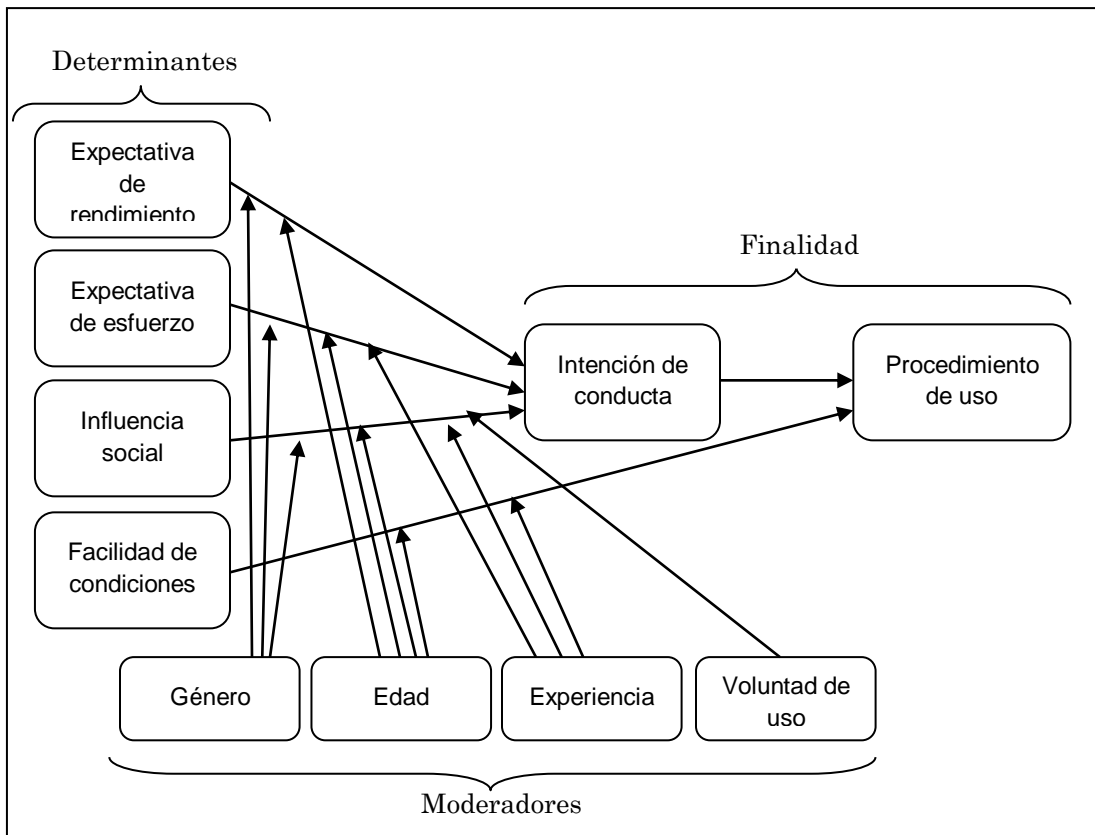 Determinantes
Expectativa
de
rendimiento
Expectativa
de esfuerzo
Influencia
social
Facilidad de
condiciones
Finalidad
Intención de
conducta
Procedimiento
de uso
Género
Edad
Experiencia
Voluntad de
uso
Moderadores